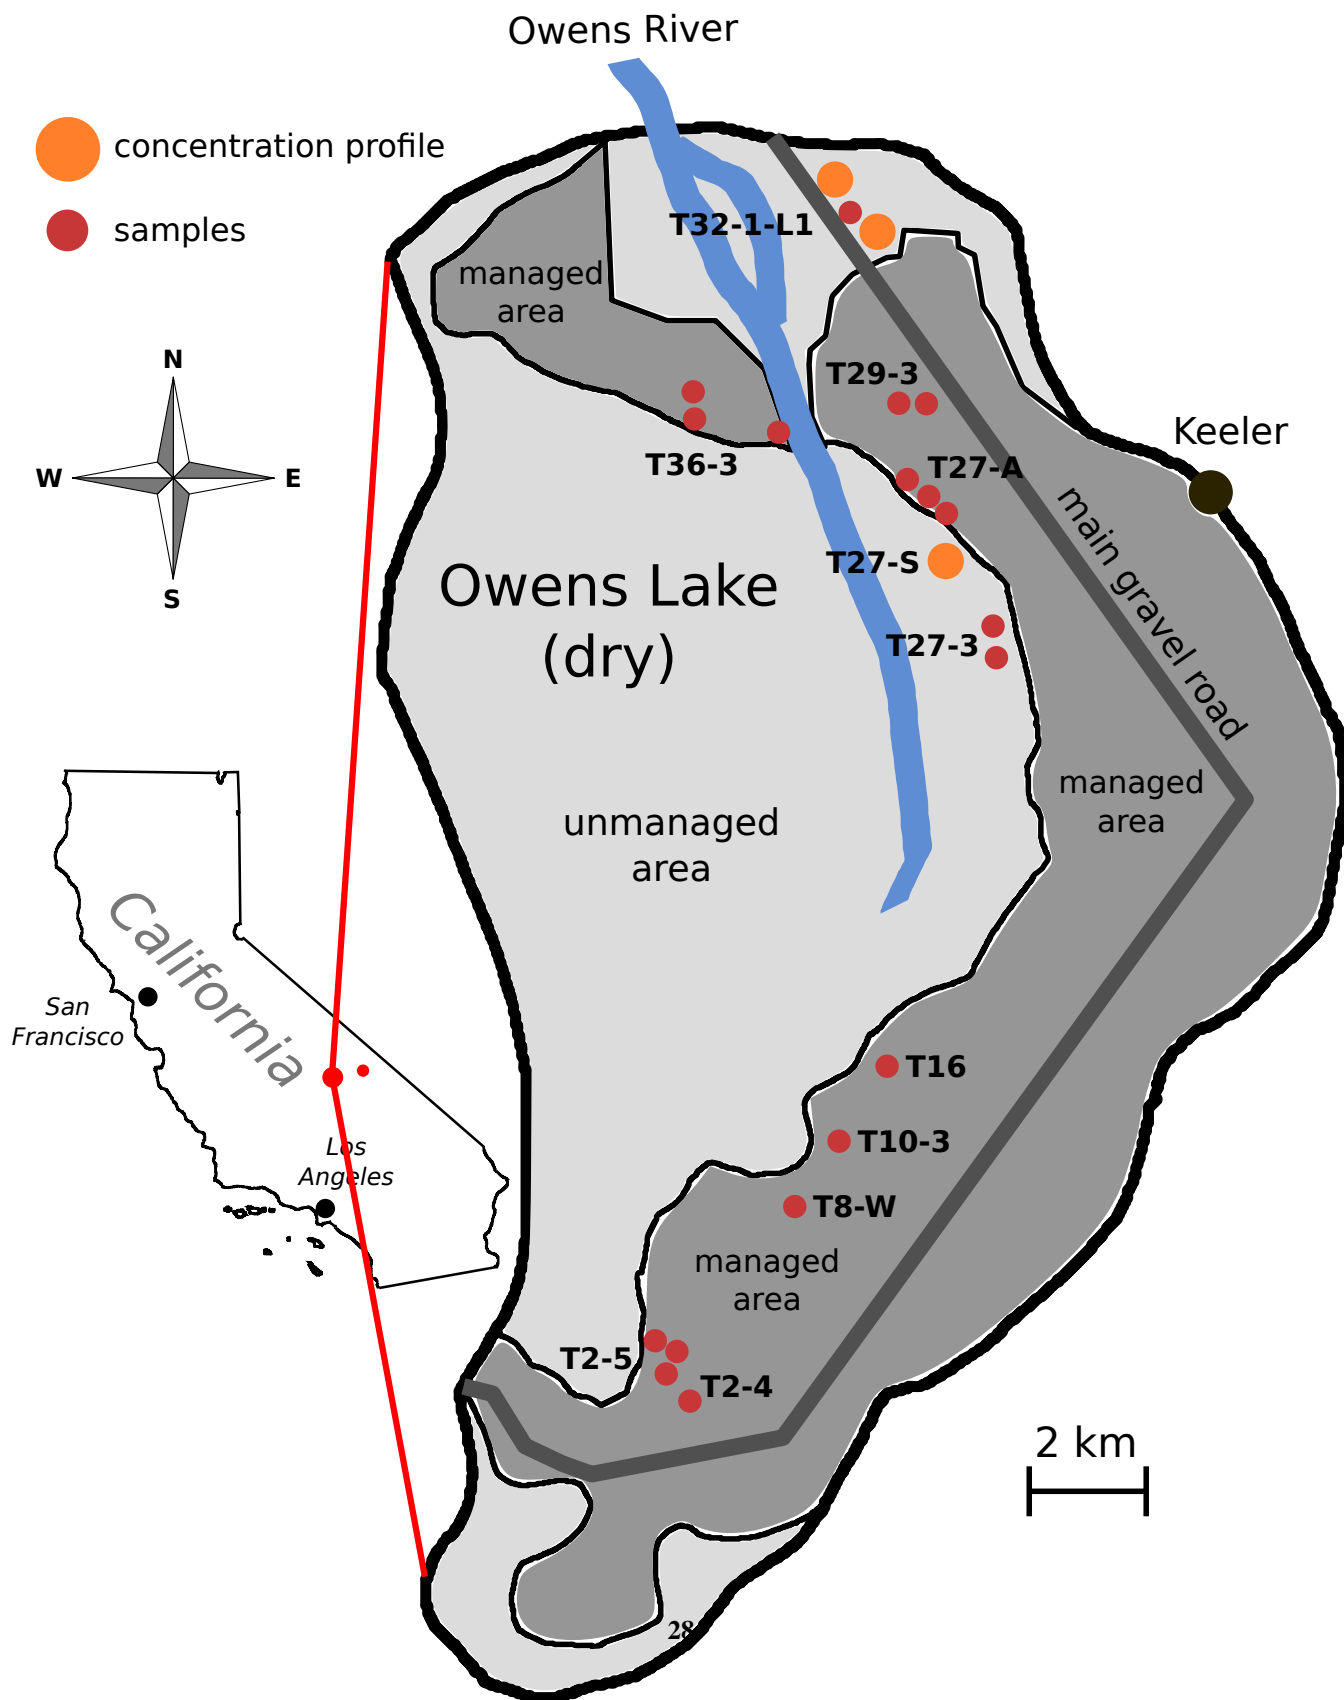 Owens River
concentration profile
samples
T32-1-L1
managed
area
N
W
E
S
T29-3
T36-3
T27-A
Keeler
main gravel road
T27-S
Owens Lake
(dry)
T27-3
unmanaged
area
managed
area
California
San
Francisco
Los
Angeles
T16
T10-3
T8-W
managed
area
T2-5
T2-4
2 km
28